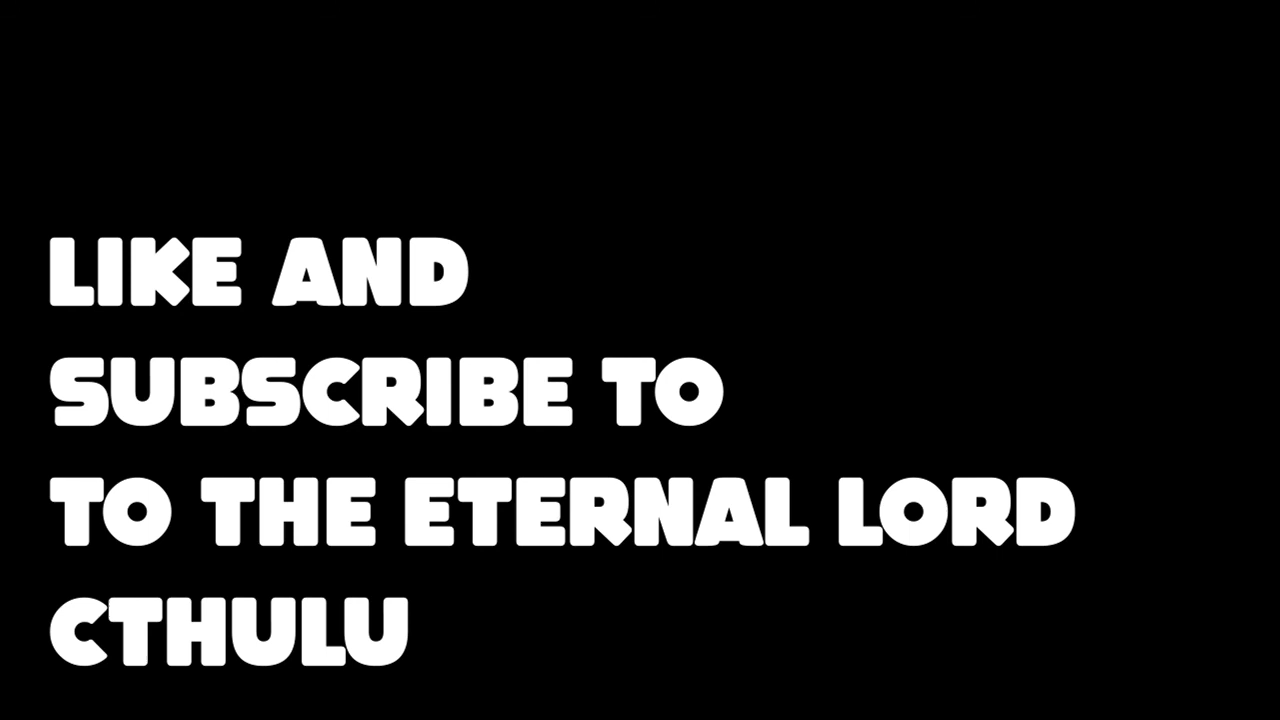 LIKE AND
SUBSCRIBE TO
TO THE ETERNAL LORD
CTHULU